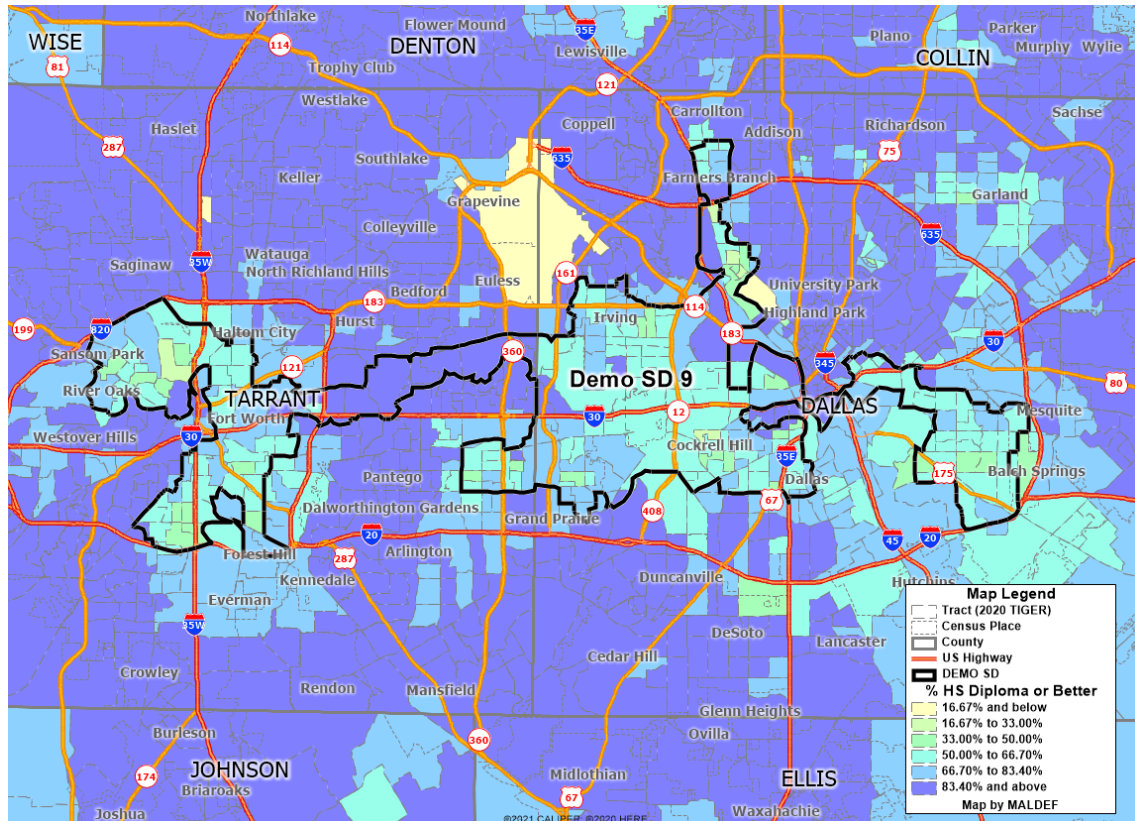 Northlake
Flower Mound
Plano
Parker
WISE
DENTON
35E
Lewisville
Murphy
Wylie
114
COLLIN
81
Trophy Club
121
Westlake
Carrollton
Sachse
Coppell
Addison
Richardson
Haslet
287
75
Southlake
635
Keller
Farmers Branch
Garland
Grapevine
Colleyville
635
35W
Watauga
Saginaw
North Richland Hills
161
Euless
University Park
183
Bedford
114
Highland Park
Irving
199
820
Halton City
Hurst
183
30
Sansom Park
360
345
121
River Oaks
Demo SD 9
80
TARRANT
DALLAS
Fort Worth
30
12
Mesquite
Westover Hills
30
Cockrell Hill
35E
Balch Springs
Pantego
Dallas
175
67
Dalworthington Gardens
408
Grand Prairie
20
20
45
Forest Hill
Arlington
287
Kennedale
Duncanville
Hutchins
Everman
35W
DeSoto
Lancaster
Cedar Hill
Crowley
Rendon
Mansfield
Glenn Heights
Burleson
Ovilla
360
174
JOHNSON
Midlothian
ELLIS
Briaroaks
67
Joshua
Waxahachie
©2021 CALIPER, ©2020 HERE
Map Legend
Tract (2020 TIGER)
Census Place
County
US Highway
DEMO SD
% HS Diploma or Better
16.67% and below
16.67% to 33.00%
33.00% to 50.00%
50.00% to 66.70%
66.70% to 83.40%
83.40% and above
Map by MALDEF